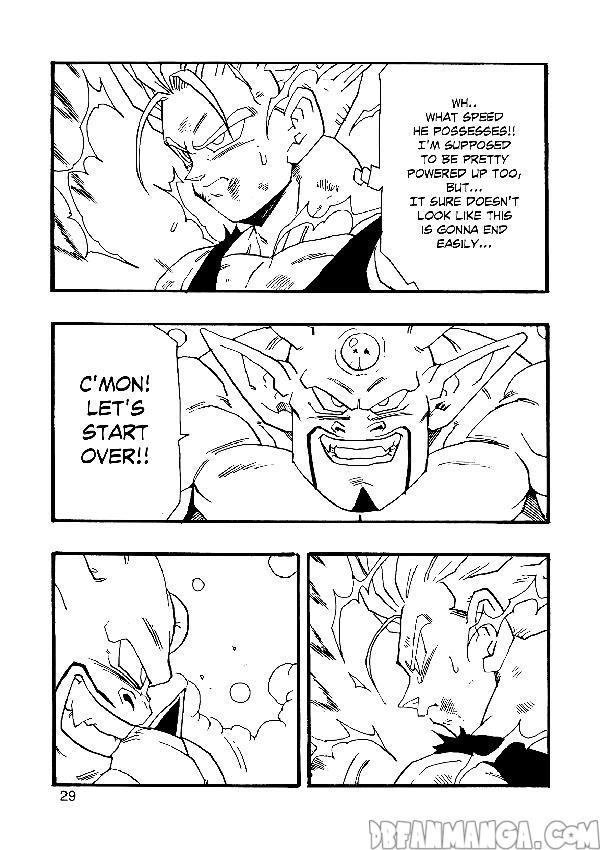 WH..
WHAT SPEED
HE POSSESSES!!
I'M SUPPOSED
TO BE PRETTY
POWERED UP TOO,
BUT...
IT SURE DOESN'T
LOOK LIKE THIS
IS GONNA END
EASILY...
C'MON!
LET'S
START
OVER!!
29
DBFANMANGA.COM